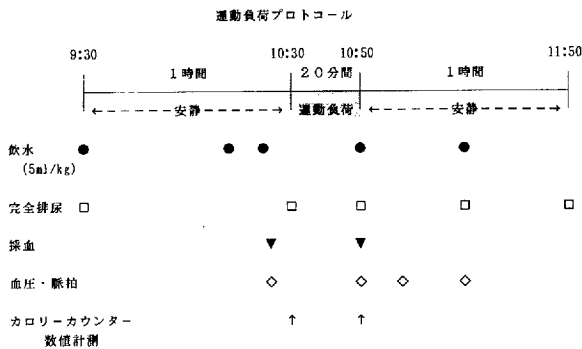 運動負荷プロトコール
9:30 10:30 10:50 11:50
1時間 20分間 1時間
安静 運動負荷 安静
飲水
(5ml/kg)
完全排尿
採血
血圧・脈拍
カロリーカウンター
数値計測